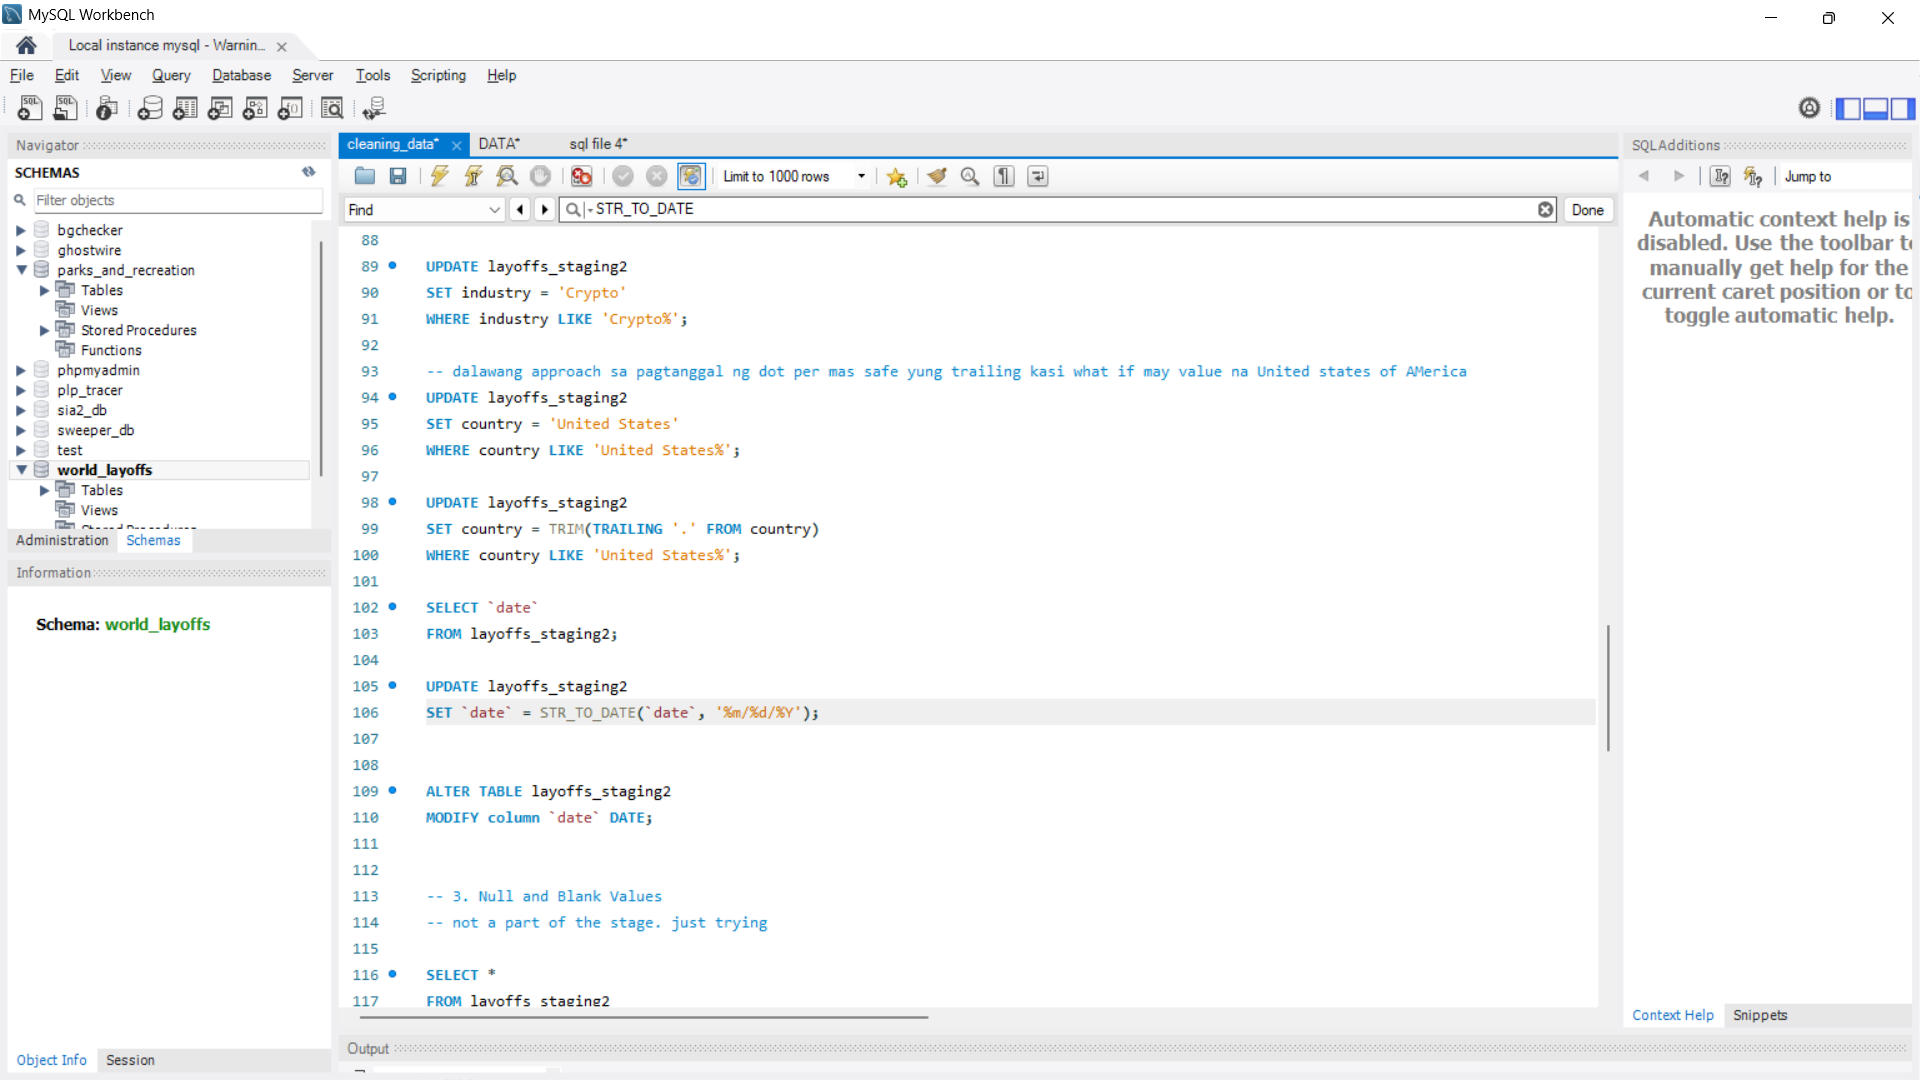 MySQL Workbench
Local instance mysql - Warnin...
File Edit View Query Database Server Tools Scripting Help
Navigator
SCHEMAS
Filter objects
bgchecker
ghostwire
parks_and_recreation
Tables
Views
Stored Procedures
Functions
phpmyadmin
plp_tracer
sia2_db
sweeper_db
test
world_layoffs
Tables
Views
Stored Procedures
Administration Schemas
Information
Schema: world_layoffs
Object Info Session
cleaning_data* DATA* sql file 4*
Limit to 1000 rows
Find STR_TO_DATE Done
88
89 UPDATE layoffs_staging2
90 SET industry = 'Crypto'
91 WHERE industry LIKE 'Crypto%';
92
93 -- dalawang approach sa pagtanggal ng dot per mas safe yung trailing kasi what if may value na United states of AMerica
94 UPDATE layoffs_staging2
95 SET country = 'United States'
96 WHERE country LIKE 'United States%';
97
98 UPDATE layoffs_staging2
99 SET country = TRIM(TRAILING '.' FROM country)
100 WHERE country LIKE 'United States%';
101
102 SELECT `date`
103 FROM layoffs_staging2;
104
105 UPDATE layoffs_staging2
106 SET `date` = STR_TO_DATE(`date`, '%m/%d/%Y');
107
108
109 ALTER TABLE layoffs_staging2
110 MODIFY column `date` DATE;
111
112
113 -- 3. Null and Blank Values
114 -- not a part of the stage. just trying
115
116 SELECT *
117 FROM layoffs_staging2
Output
SQLAdditions
Jump to
Automatic context help is
disabled. Use the toolbar to
manually get help for the
current caret position or to
toggle automatic help.
Context Help Snippets